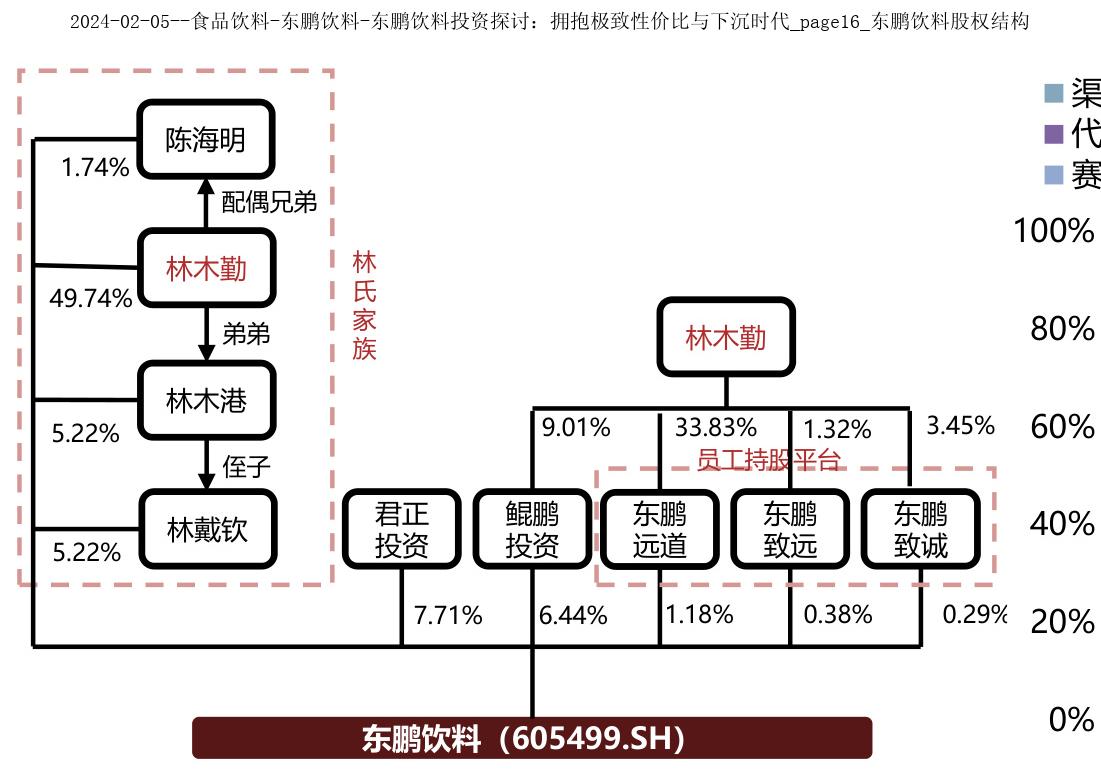 2024-02-05--食品饮料-东鹏饮料-东鹏饮料投资探讨：拥抱极致性价比与下沉时代_page16_东鹏饮料股权结构
陈海明
1.74%
配偶兄弟
林木勤
49.74%
弟弟
林木港
5.22%
侄子
林戴钦
5.22%
林氏家族
林木勤
9.01%
33.83%
1.32%
3.45%
员工持股平台
君正
投资
鲲鹏
投资
东鹏
远道
东鹏
致远
东鹏
致诚
7.71%
6.44%
1.18%
0.38%
0.29%
东鹏饮料（605499.SH）
渠
代
赛
100%
80%
60%
40%
20%
0%